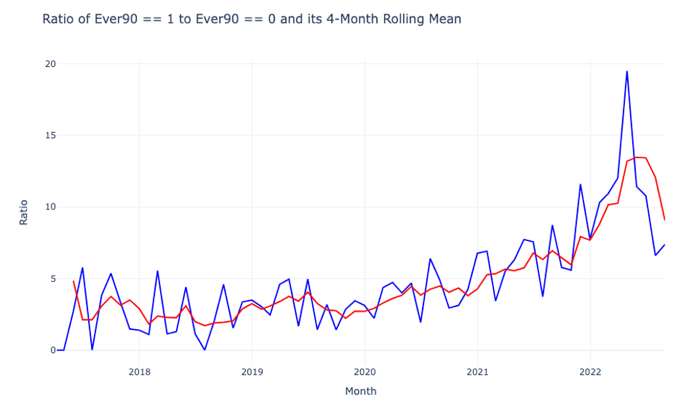 Ratio of Ever90 == 1 to Ever90 == 0 and its 4-Month Rolling Mean
20
15
10
5
0
Ratio
2018 2019 2020 2021 2022
Month